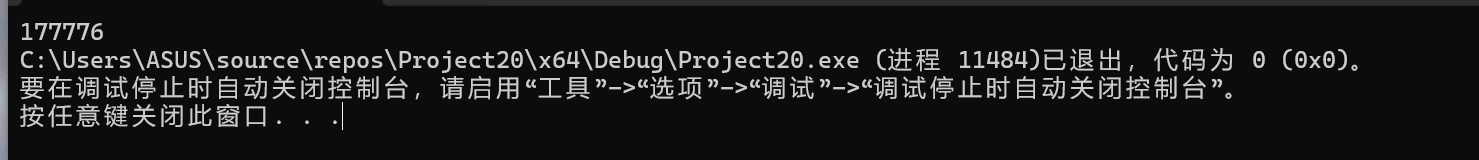 177776
C:\Users\ASUS\source\repos\Project20\x64\Debug\Project20.exe (进程 11484)已退出，代码为 0 (0x0)。
要在调试停止时自动关闭控制台，请启用“工具”->“选项”->“调试”->“调试停止时自动关闭控制台”。
按任意键关闭此窗口. . .